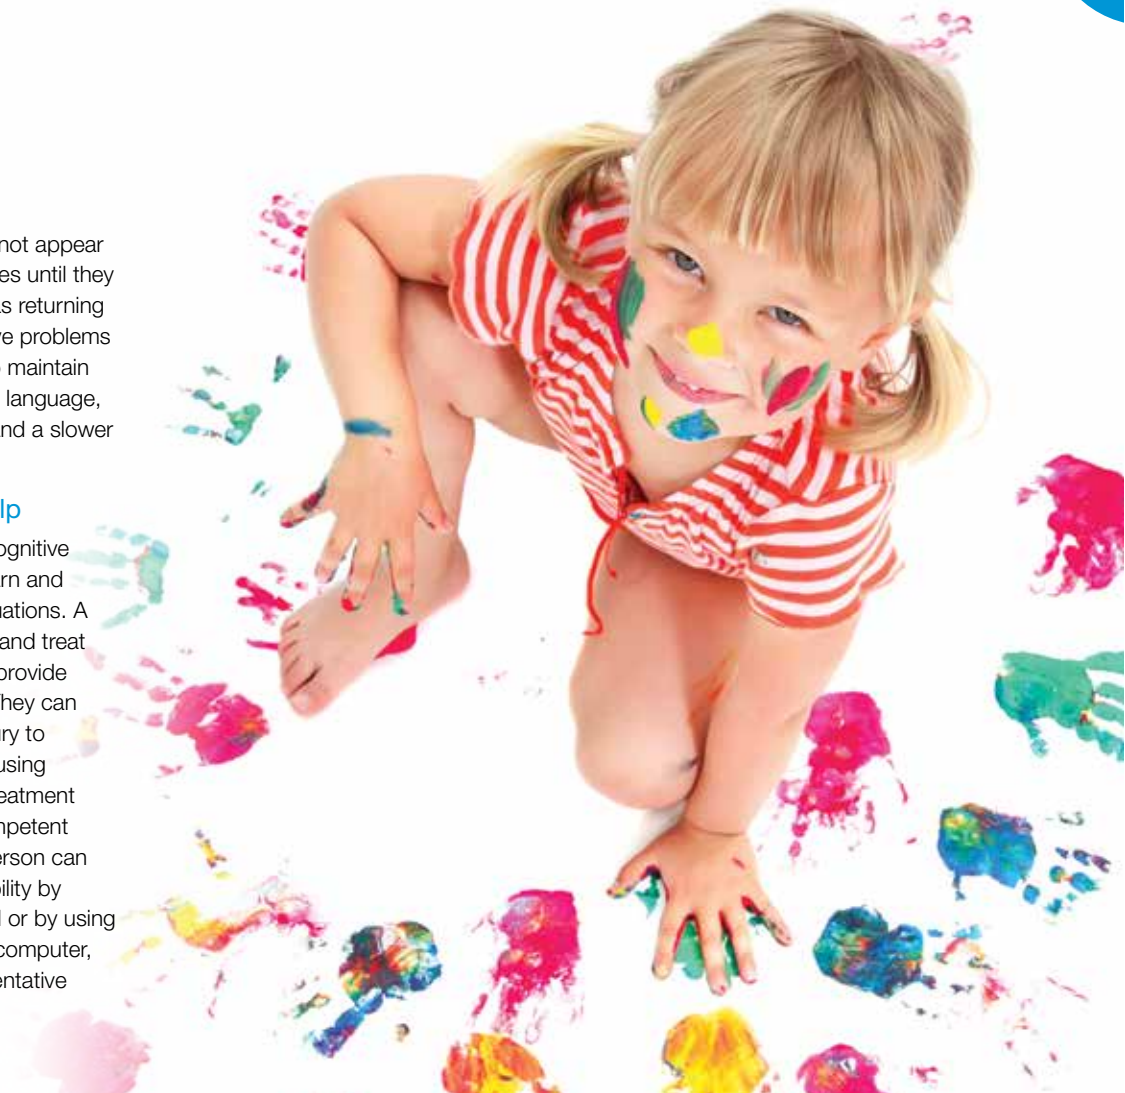 not appear
es until they
s returning
ve problems
maintain
language,
nd a slower
lp
ognitive
rn and
uations. A
and treat
provide
They can
ry to
using
eatment
mpetent
erson can
bility by
or by using
computer,
entative